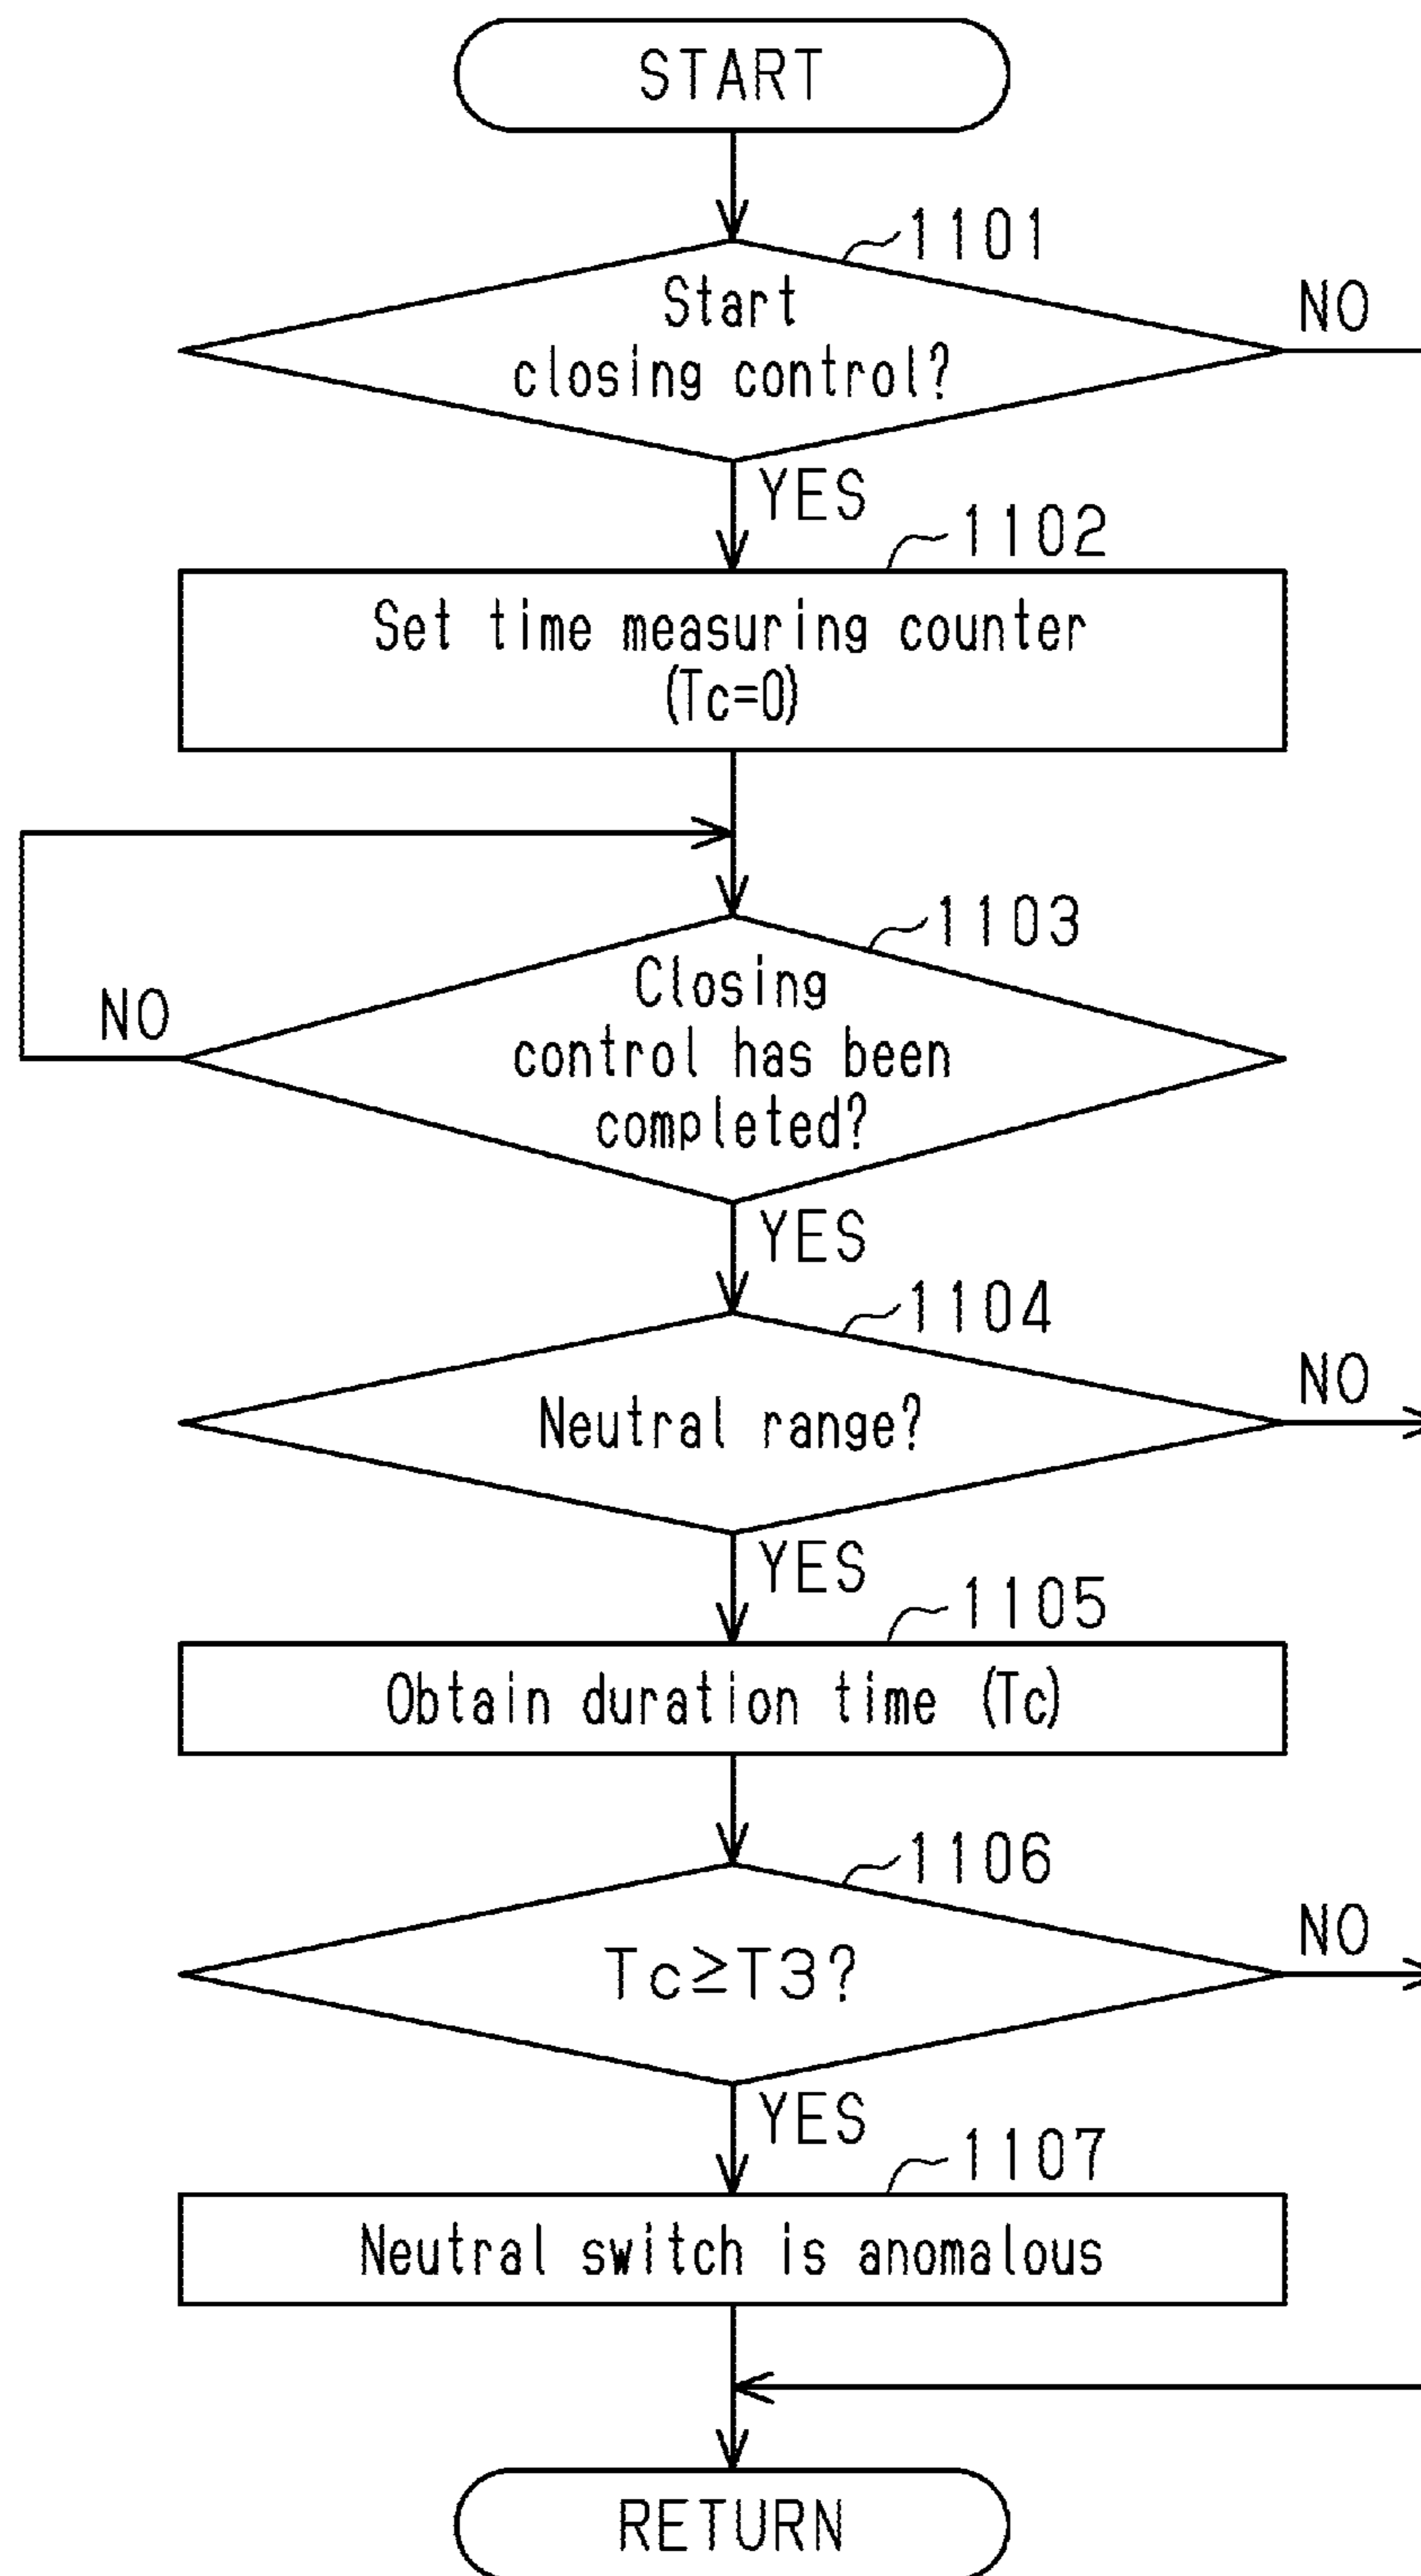 START
1101
Start
closing control?
NO
YES
1102
Set time measuring counter
(Tc=0)
1103
Closing
control has been
completed?
NO
YES
1104
Neutral range?
NO
YES
1105
Obtain duration time (Tc)
1106
Tc≧T3?
NO
YES
1107
Neutral switch is anomalous
RETURN